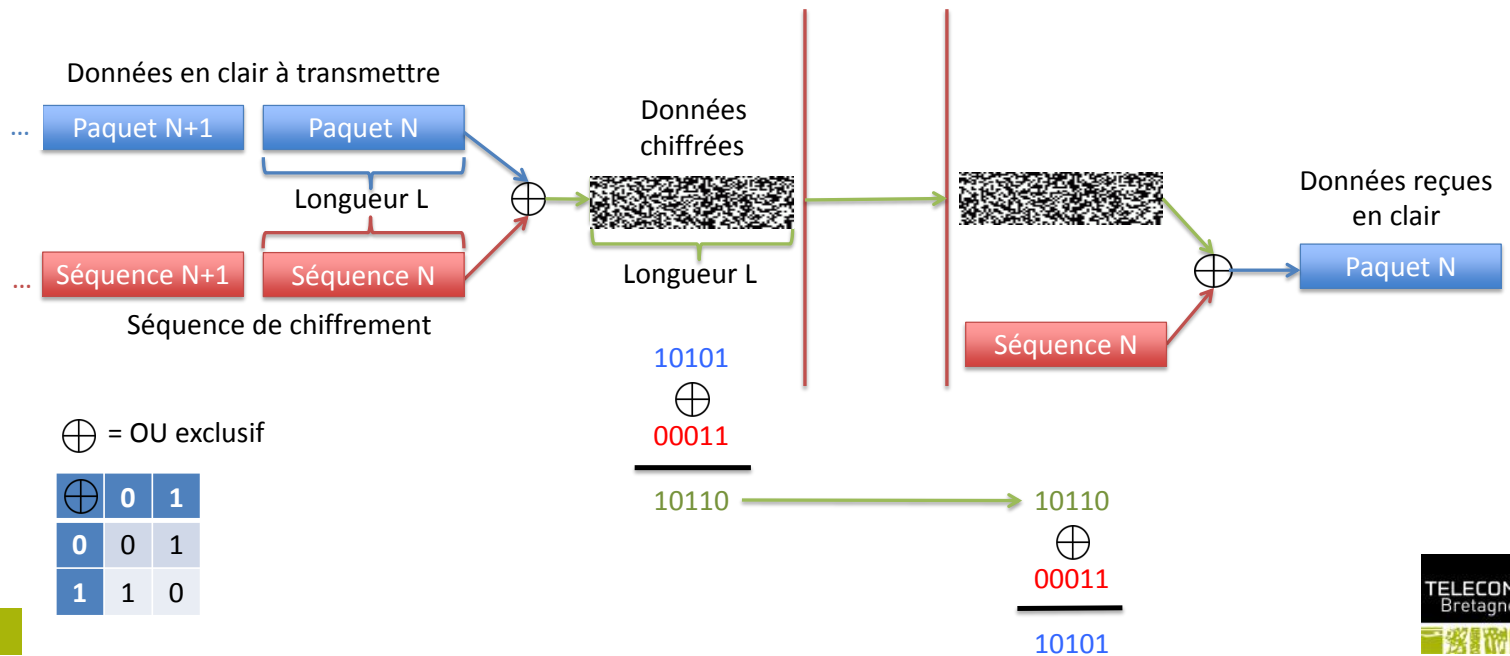 Données en clair à transmettre
... Paquet N+1 Paquet N
Longueur L
... Séquence N+1 Séquence N
Séquence de chiffrement
Données
chiffrées
Longueur L
Données reçues
en clair
Paquet N
Séquence N
⊕ = OU exclusif
⊕ 0 1
0 0 1
1 1 0
10101
⊕
00011
10110
10110
⊕
00011
10101
TELECOM
Bretagne